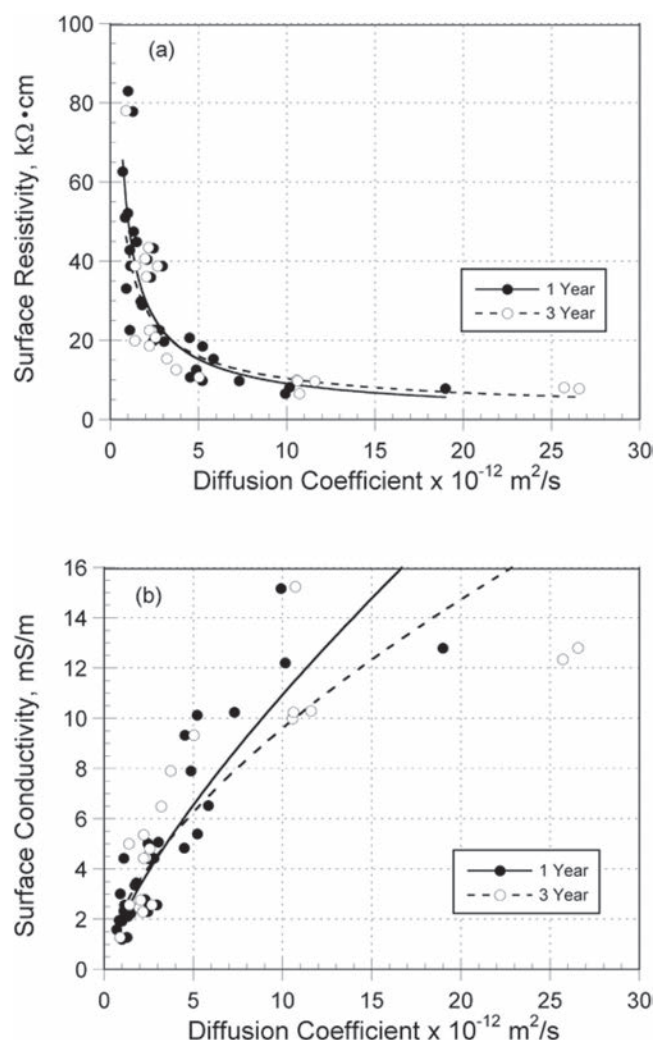 (a)
100
80
60
40
20
0
Surface Resistivity, kΩ•cm
1 Year
3 Year
0 5 10 15 20 25 30
Diffusion Coefficient x 10⁻¹² m²/s
(b)
16
14
12
10
8
6
4
2
0
Surface Conductivity, mS/m
1 Year
3 Year
0 5 10 15 20 25 30
Diffusion Coefficient x 10⁻¹² m²/s